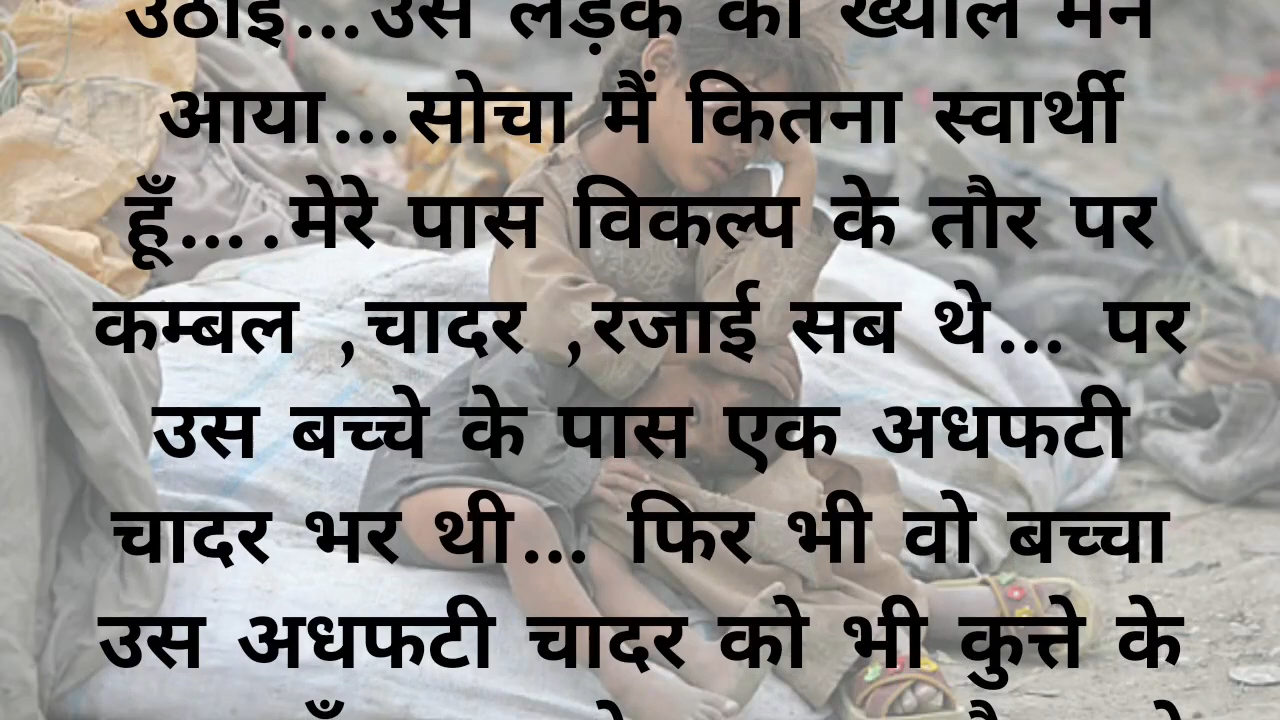 उठाई...उस लड़के का ख्याल मन
आया...सोचा मैं कितना स्वार्थी
हूँ....मेरे पास विकल्प के तौर पर
कम्बल ,चादर ,रजाई सब थे... पर
उस बच्चे के पास एक अधफटी
चादर भर थी... फिर भी वो बच्चा
उस अधफटी चादर को भी कुत्ते के